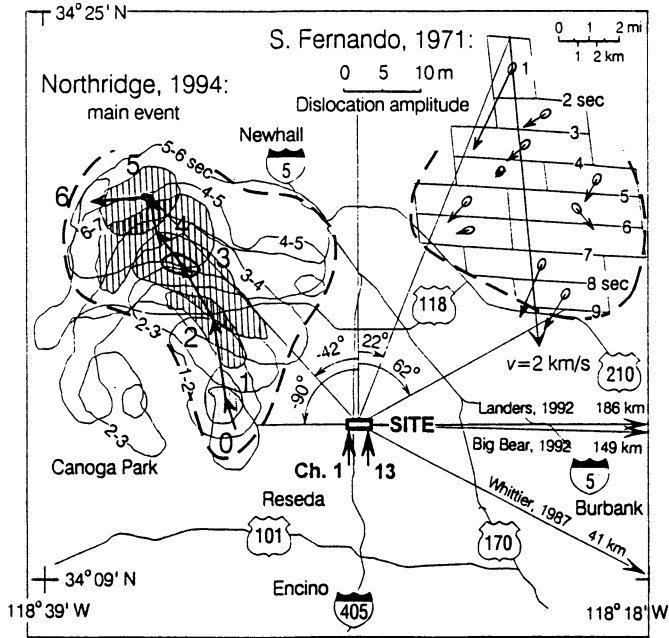 34° 25' N
S. Fernando, 1971:
0 1 2 mi
1 2 km
Northridge, 1994:
main event
0 5 10 m
Dislocation amplitude
Newhall
5
1
2 sec
3
4
5
6
7
8 sec
9
v=2 km/s
210
118
5-6 sec
5
6
4-5
4
6-7
3
4-5
3-4
2-3
2
1-2
1
0
2-3
Canoga Park
-90°
-42°
22°
62°
SITE
Ch. 1 13
Landers, 1992 186 km
Big Bear, 1992 149 km
Whittier, 1987
41 km
5
Burbank
Reseda
101
170
34° 09' N
Encino
405
118° 39' W
118° 18' W